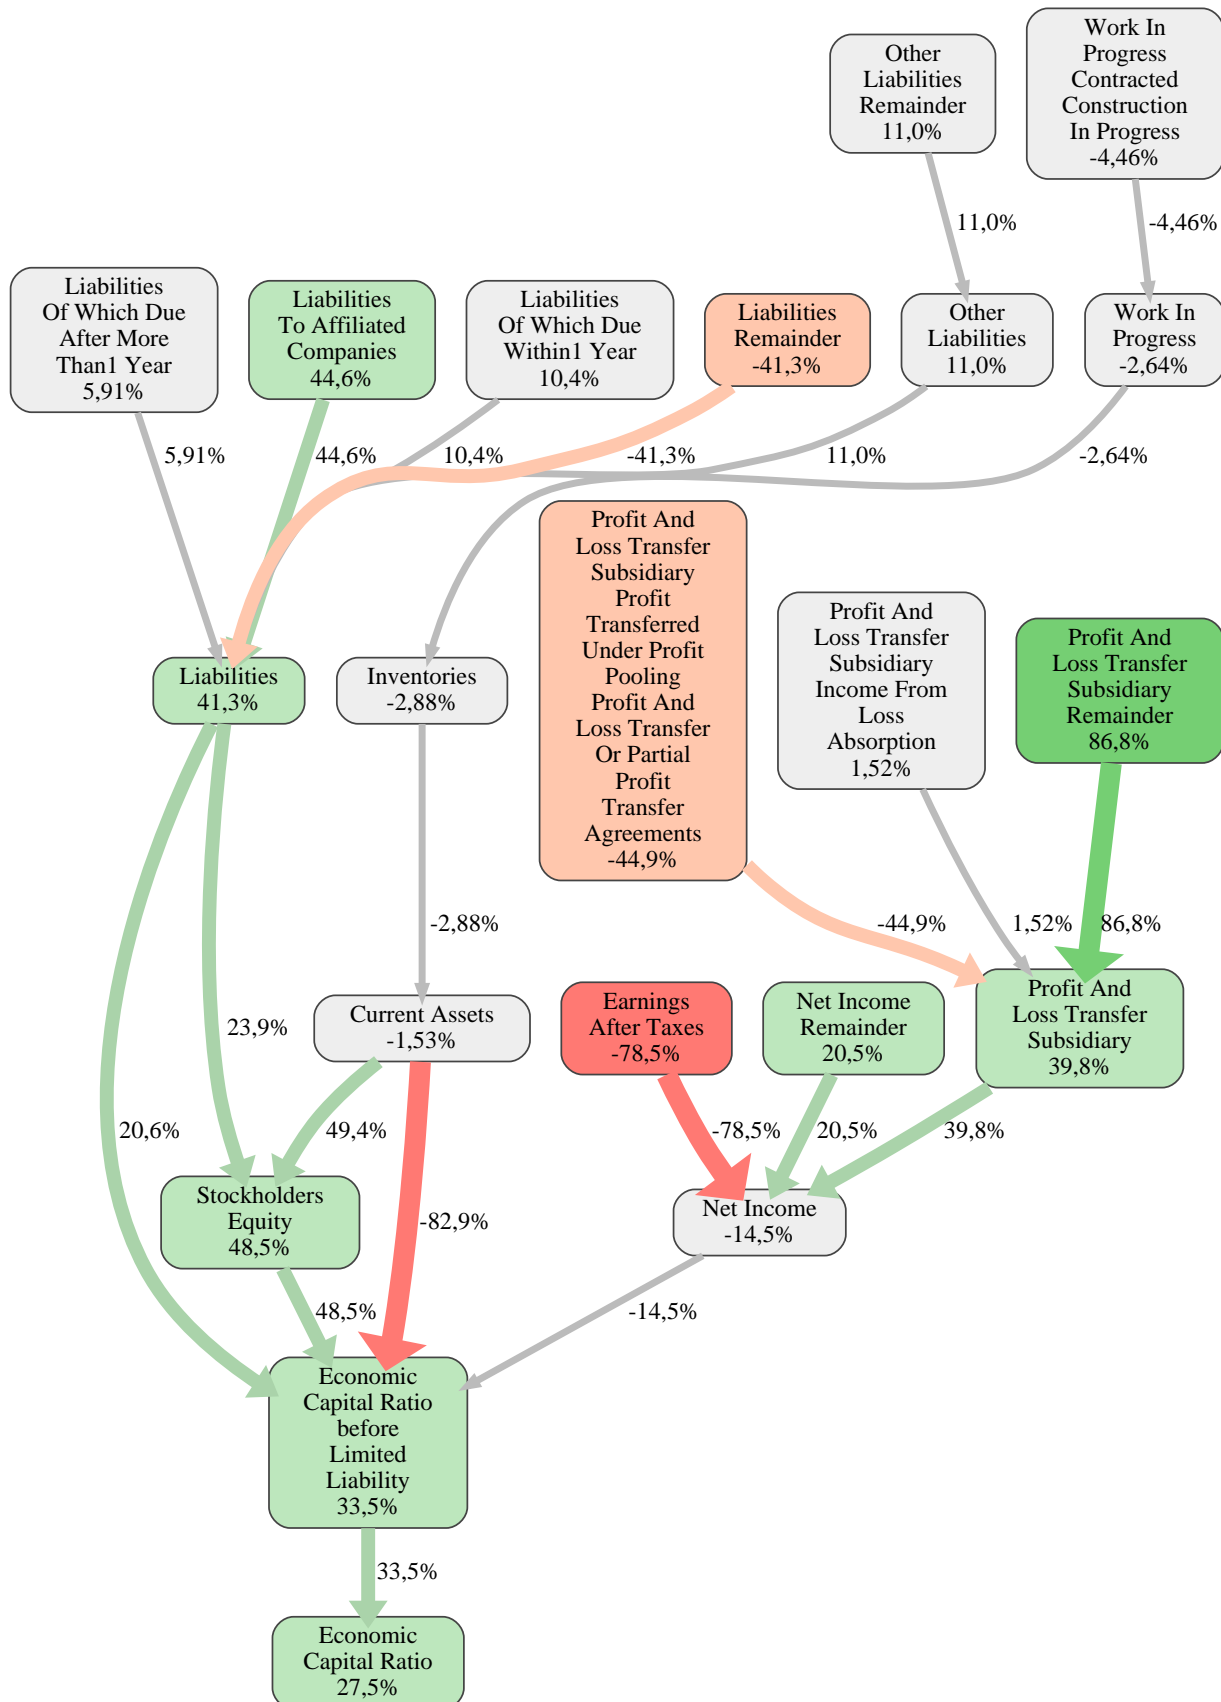 Other
Liabilities
Remainder
11,0%
Work In
Progress
Contracted
Construction
In Progress
-4,46%
11,0%
-4,46%
Liabilities
Of Which Due
After More
Than1 Year
5,91%
Liabilities
To Affiliated
Companies
44,6%
Liabilities
Of Which Due
Within1 Year
10,4%
Liabilities
Remainder
-41,3%
Other
Liabilities
11,0%
Work In
Progress
-2,64%
5,91%
44,6%
10,4%
-41,3%
11,0%
-2,64%
Profit And
Loss Transfer
Subsidiary
Profit
Transferred
Under Profit
Pooling
Profit And
Loss Transfer
Or Partial
Profit
Transfer
Agreements
-44,9%
Profit And
Loss Transfer
Subsidiary
Income From
Loss
Absorption
1,52%
Profit And
Loss Transfer
Subsidiary
Remainder
86,8%
Liabilities
41,3%
Inventories
-2,88%
-2,88%
-44,9%
1,52%
86,8%
23,9%
Current Assets
-1,53%
Earnings
After Taxes
-78,5%
Net Income
Remainder
20,5%
Profit And
Loss Transfer
Subsidiary
39,8%
20,6%
49,4%
-78,5%
20,5%
39,8%
Stockholders
Equity
48,5%
-82,9%
Net Income
-14,5%
48,5%
-14,5%
Economic
Capital Ratio
before
Limited
Liability
33,5%
33,5%
Economic
Capital Ratio
27,5%